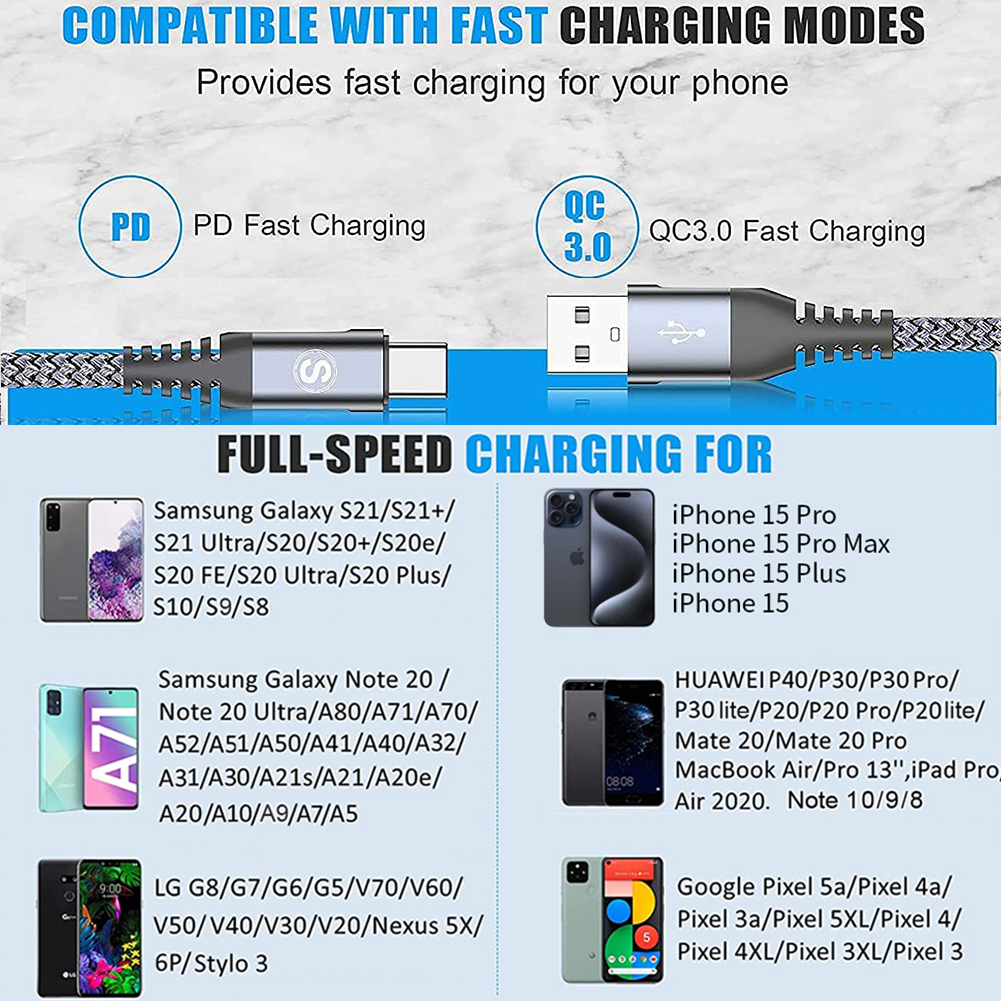 COMPATIBLE WITH FAST CHARGING MODES
Provides fast charging for your phone
PD
PD Fast Charging
QC
3.0
QC3.0 Fast Charging
S
FULL-SPEED CHARGING FOR
Samsung Galaxy S21/S21+/
S21 Ultra/S20/S20+/S20e/
S20 FE/S20 Ultra/S20 Plus/
S10/S9/S8
iPhone 15 Pro
iPhone 15 Pro Max
iPhone 15 Plus
iPhone 15
A71
Samsung Galaxy Note 20 /
Note 20 Ultra/A80/A71/A70/
A52/A51/A50/A41/A40/A32/
A31/A30/A21s/A21/A20e/
A20/A10/A9/A7/A5
08:08
HUAWEI P40/P30/P30 Pro/
P30 lite/P20/P20 Pro/P20lite/
Mate 20/Mate 20 Pro
MacBook Air/Pro 13'',iPad Pro,
Air 2020. Note 10/9/8
9:00
LG
LG G8/G7/G6/G5/V70/V60/
V50/ V40/V30/V20/Nexus 5X/
6P/Stylo 3
5
Google Pixel 5a/Pixel 4a/
Pixel 3a/Pixel 5XL/Pixel 4/
Pixel 4XL/Pixel 3XL/Pixel 3